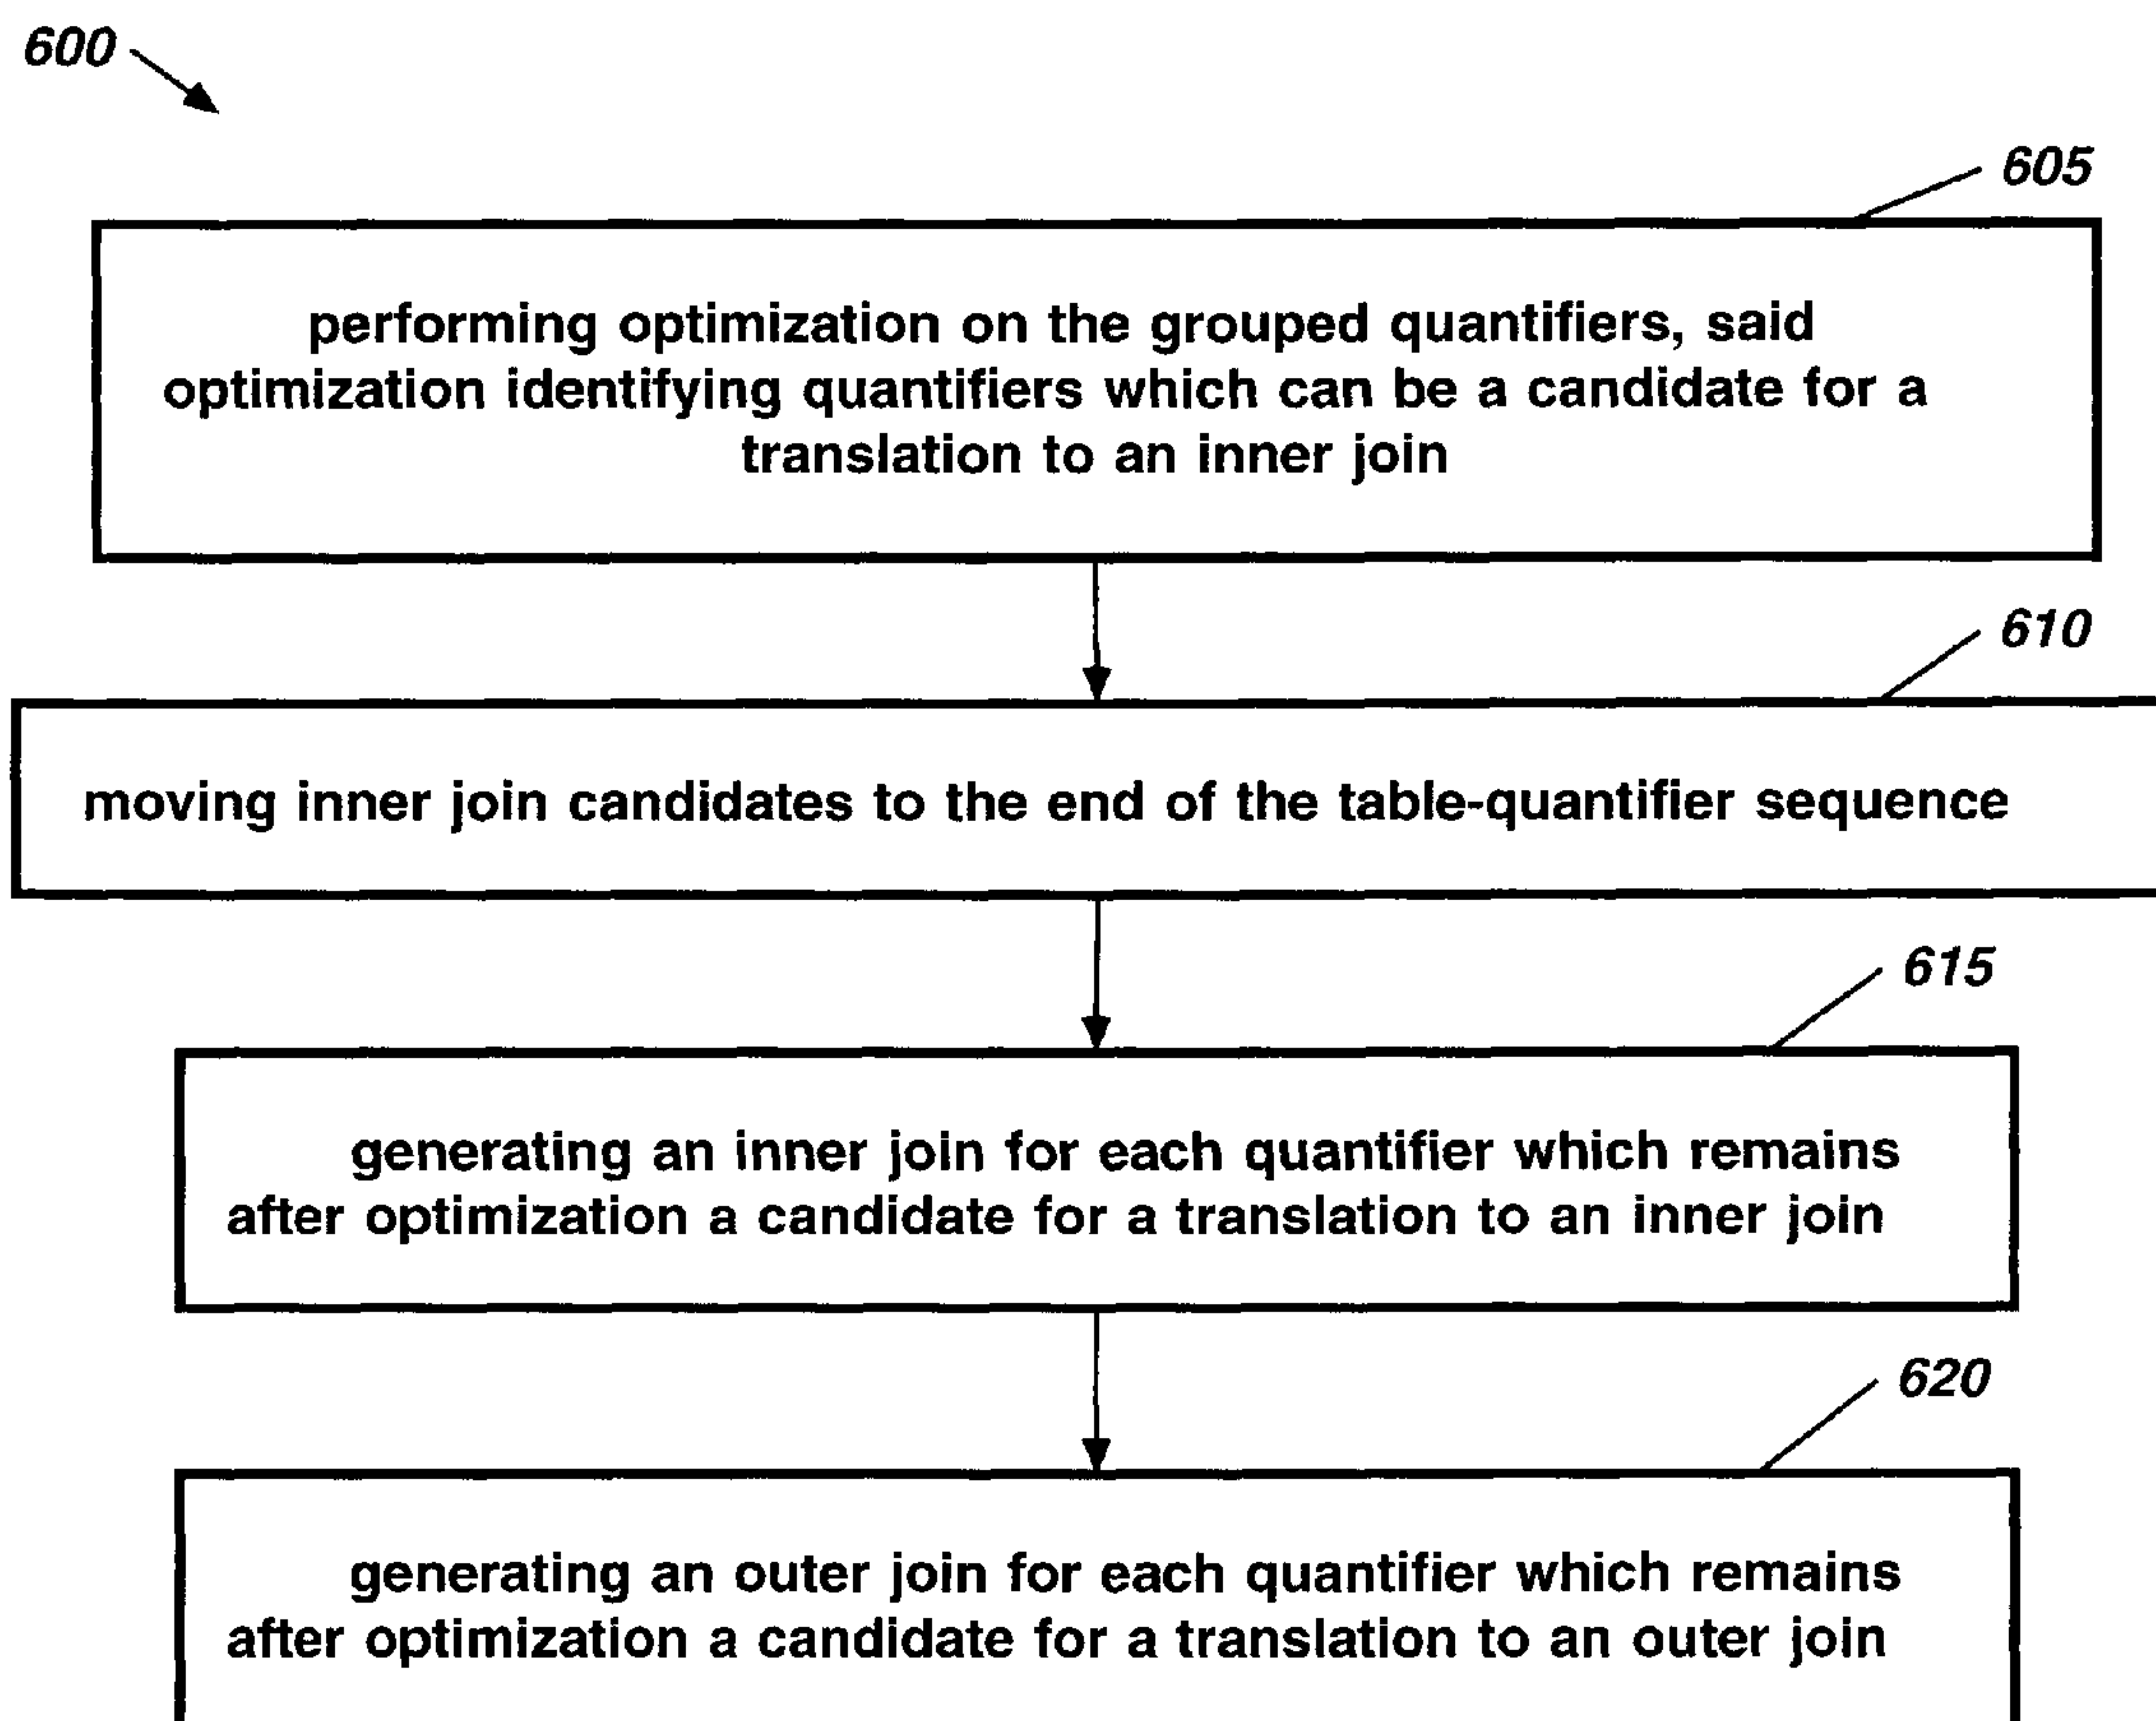 600
605
performing optimization on the grouped quantifiers, said
optimization identifying quantifiers which can be a candidate for a
translation to an inner join
610
moving inner join candidates to the end of the table-quantifier sequence
615
generating an inner join for each quantifier which remains
after optimization a candidate for a translation to an inner join
620
generating an outer join for each quantifier which remains
after optimization a candidate for a translation to an outer join